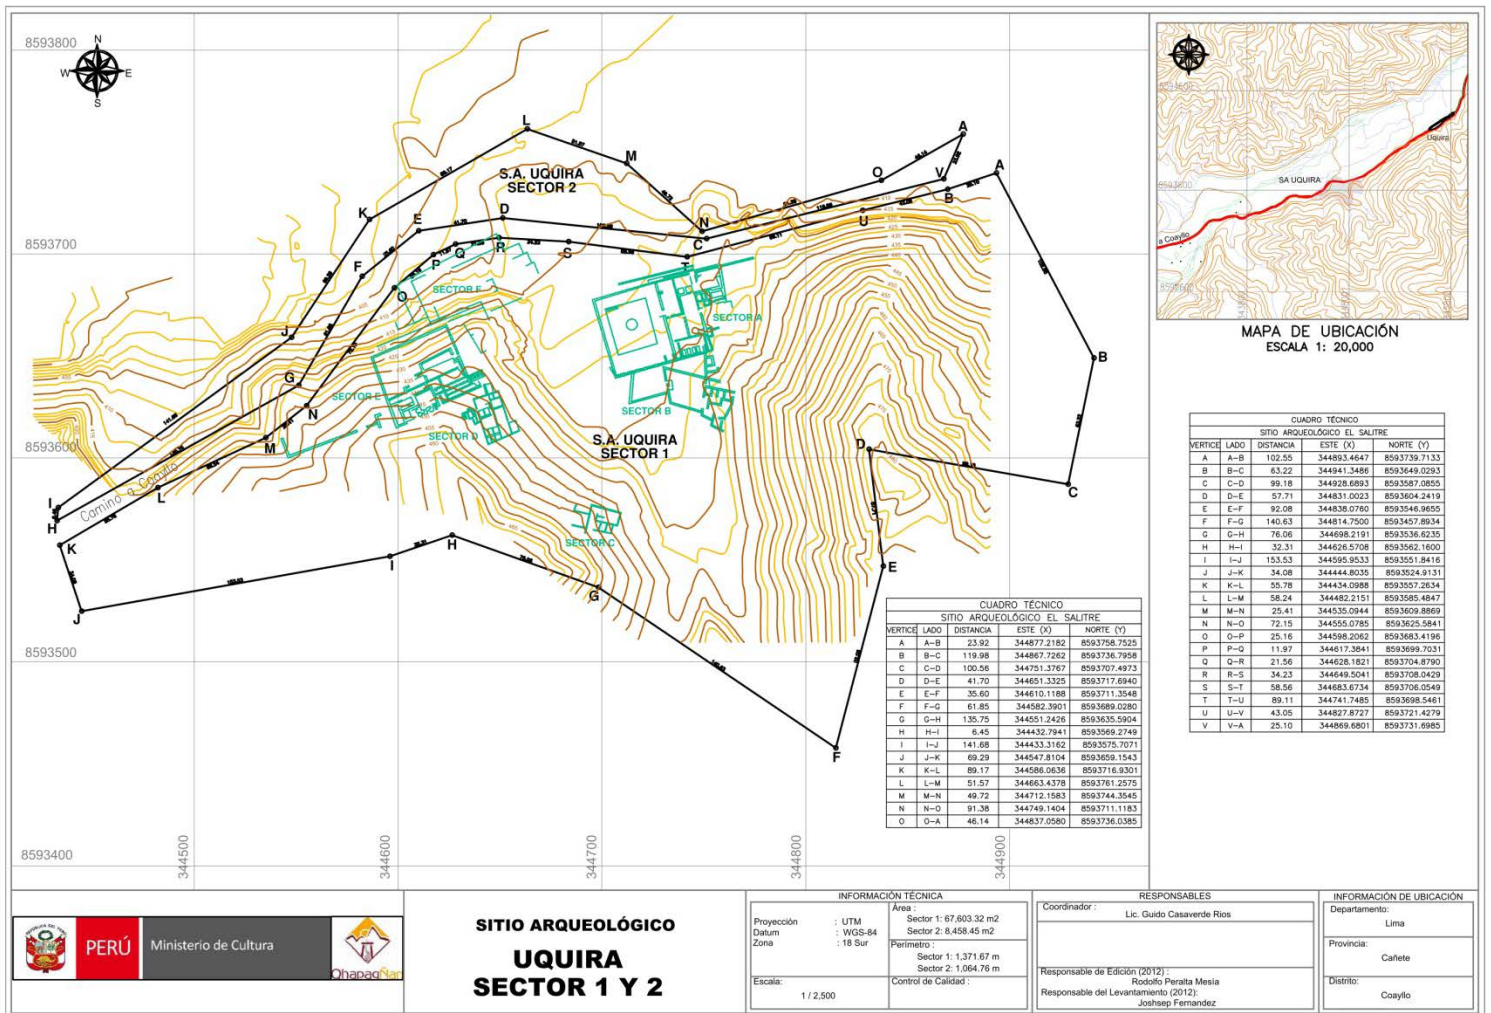 8593800
8593700
8593600
8593500
8593400
344500
344600
344700
344800
344900
N
W E
S
S.A. UQUIRA
SECTOR 2
S.A. UQUIRA
SECTOR 1
SECTOR A
SECTOR B
SECTOR C
SECTOR D
SECTOR E
SECTOR F
Camino a Coayllo
CUADRO TÉCNICO
SITIO ARQUEOLÓGICO EL SALITRE
VERTICE LADO DISTANCIA ESTE (X) NORTE (Y)
A A-B 23.92 344877.2182 8593758.7525
B B-C 119.98 344867.7262 8593736.7958
C C-D 100.56 344751.3767 8593707.4973
D D-E 41.70 344651.3325 8593717.6940
E E-F 35.60 344610.1188 8593711.3548
F F-G 61.85 344582.3901 8593689.0280
G G-H 135.75 344551.2426 8593635.5904
H H-I 6.45 344432.7941 8593569.2749
I I-J 141.68 344433.3162 8593575.7071
J J-K 69.29 344547.8104 8593659.1543
K K-L 89.17 344586.0636 8593716.9301
L L-M 51.57 344663.4378 8593761.2575
M M-N 49.72 344712.1583 8593744.3545
N N-O 91.38 344749.1404 8593711.1183
O O-A 46.14 344837.0580 8593736.0385
SA UQUIRA
Uquira
a Coayllo
MAPA DE UBICACIÓN
ESCALA 1: 20,000
CUADRO TÉCNICO
SITIO ARQUEOLÓGICO EL SALITRE
VERTICE LADO DISTANCIA ESTE (X) NORTE (Y)
A A-B 102.55 344893.4647 8593739.7133
B B-C 63.22 344941.3486 8593649.0293
C C-D 99.18 344928.6893 8593587.0855
D D-E 57.71 344831.0023 8593604.2419
E E-F 92.08 344838.0760 8593546.9655
F F-G 140.63 344814.7500 8593457.8934
G G-H 76.06 344698.2191 8593536.6235
H H-I 32.31 344626.5708 8593562.1600
I I-J 153.53 344595.9533 8593551.8416
J J-K 34.08 344444.8035 8593524.9131
K K-L 55.78 344434.0988 8593557.2634
L L-M 58.24 344482.2151 8593585.4847
M M-N 25.41 344535.0944 8593609.8869
N N-O 72.15 344555.0785 8593625.5841
O O-P 25.16 344598.2062 8593683.4196
P P-Q 11.97 344617.3841 8593699.7031
Q Q-R 21.56 344628.1821 8593704.8790
R R-S 34.23 344649.5041 8593708.0429
S S-T 58.56 344683.6734 8593706.0549
T T-U 89.11 344741.7485 8593698.5461
U U-V 43.05 344827.8727 8593721.4279
V V-A 25.10 344869.6801 8593731.6985
PERÚ
Ministerio de Cultura
QhapaqÑan
SITIO ARQUEOLÓGICO
UQUIRA
SECTOR 1 Y 2
INFORMACIÓN TÉCNICA
Proyección : UTM
Datum : WGS-84
Zona : 18 Sur
Escala:
1 / 2,500
Área :
Sector 1: 67,603.32 m2
Sector 2: 8,458.45 m2
Perímetro :
Sector 1: 1,371.67 m
Sector 2: 1,064.76 m
Control de Calidad :
RESPONSABLES
Coordinador :
Lic. Guido Casaverde Rios
Responsable de Edición (2012) :
Rodolfo Peralta Mesia
Responsable del Levantamiento (2012):
Joshsep Fernandez
INFORMACIÓN DE UBICACIÓN
Departamento:
Lima
Provincia:
Cañete
Distrito:
Coayllo